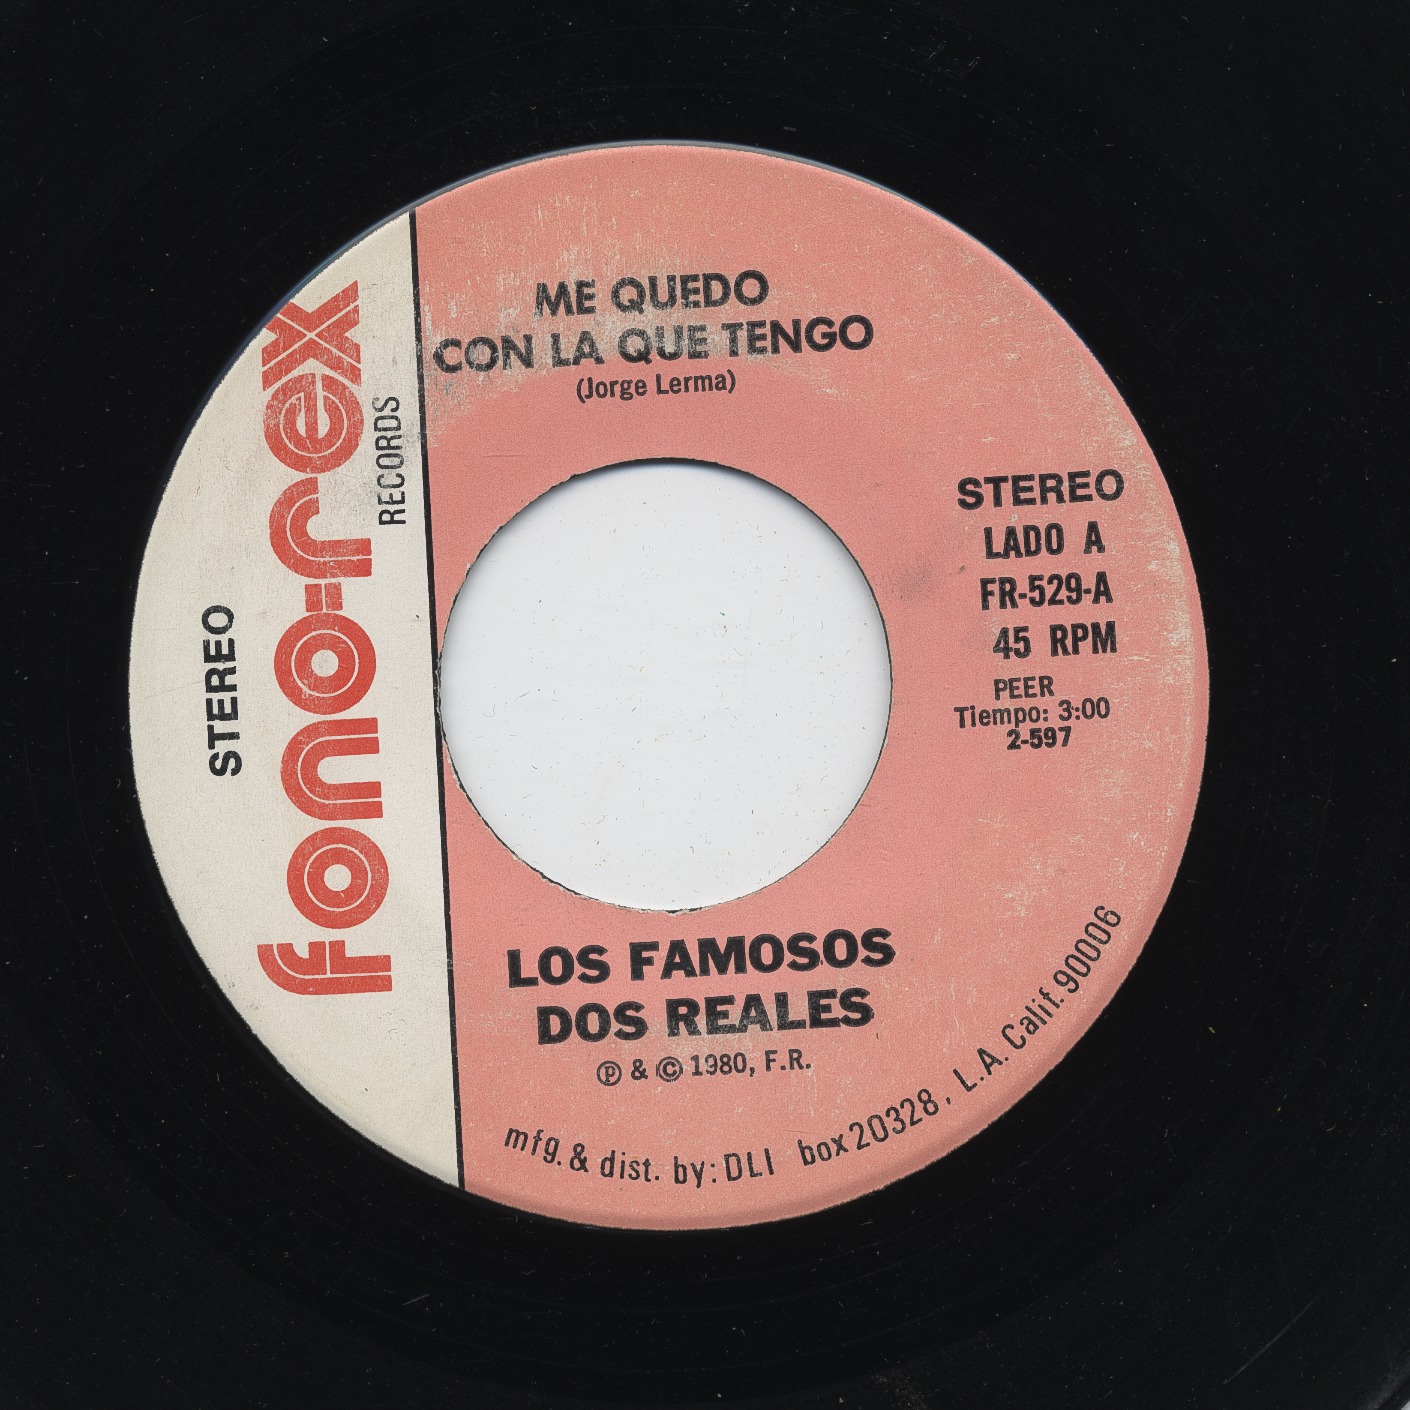 STEREO
fono-rex
RECORDS
ME QUEDO
CON LA QUE TENGO
(Jorge Lerma)
STEREO
LADO A
FR-529-A
45 RPM
PEER
Tiempo: 3:00
2-597
LOS FAMOSOS
DOS REALES
℗ & © 1980, F.R.
mfg. & dist. by: DLI box 20328, L.A. Calif. 90006